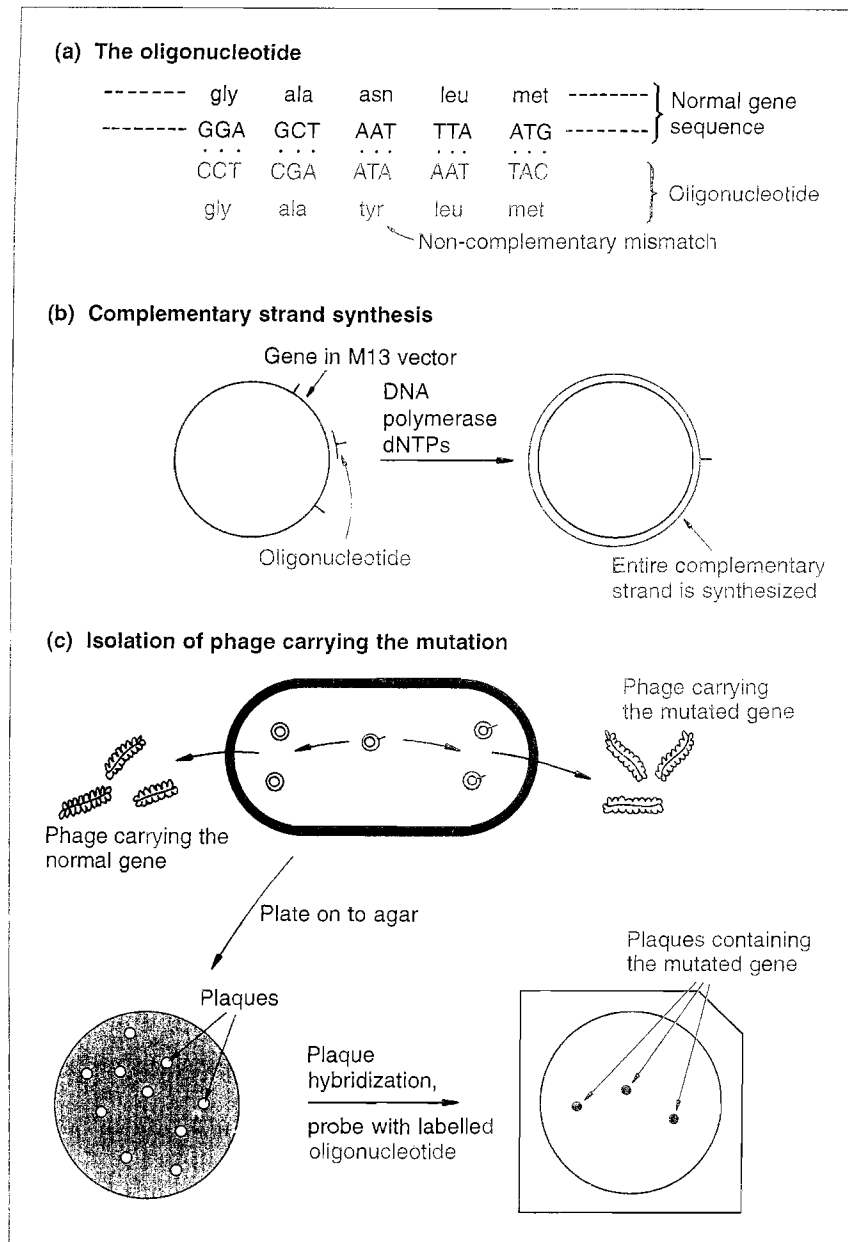 (a) The oligonucleotide
------- gly ala asn leu met -------
------- GGA GCT AAT TTA ATG -------
Normal gene
sequence
CCT CGA ATA AAT TAC
gly ala tyr leu met
Oligonucleotide
Non-complementary mismatch
(b) Complementary strand synthesis
Gene in M13 vector
DNA
polymerase
dNTPs
Oligonucleotide
Entire complementary
strand is synthesized
(c) Isolation of phage carrying the mutation
Phage carrying
the mutated gene
Phage carrying the
normal gene
Plate on to agar
Plaques
Plaque
hybridization,
probe with labelled
oligonucleotide
Plaques containing
the mutated gene